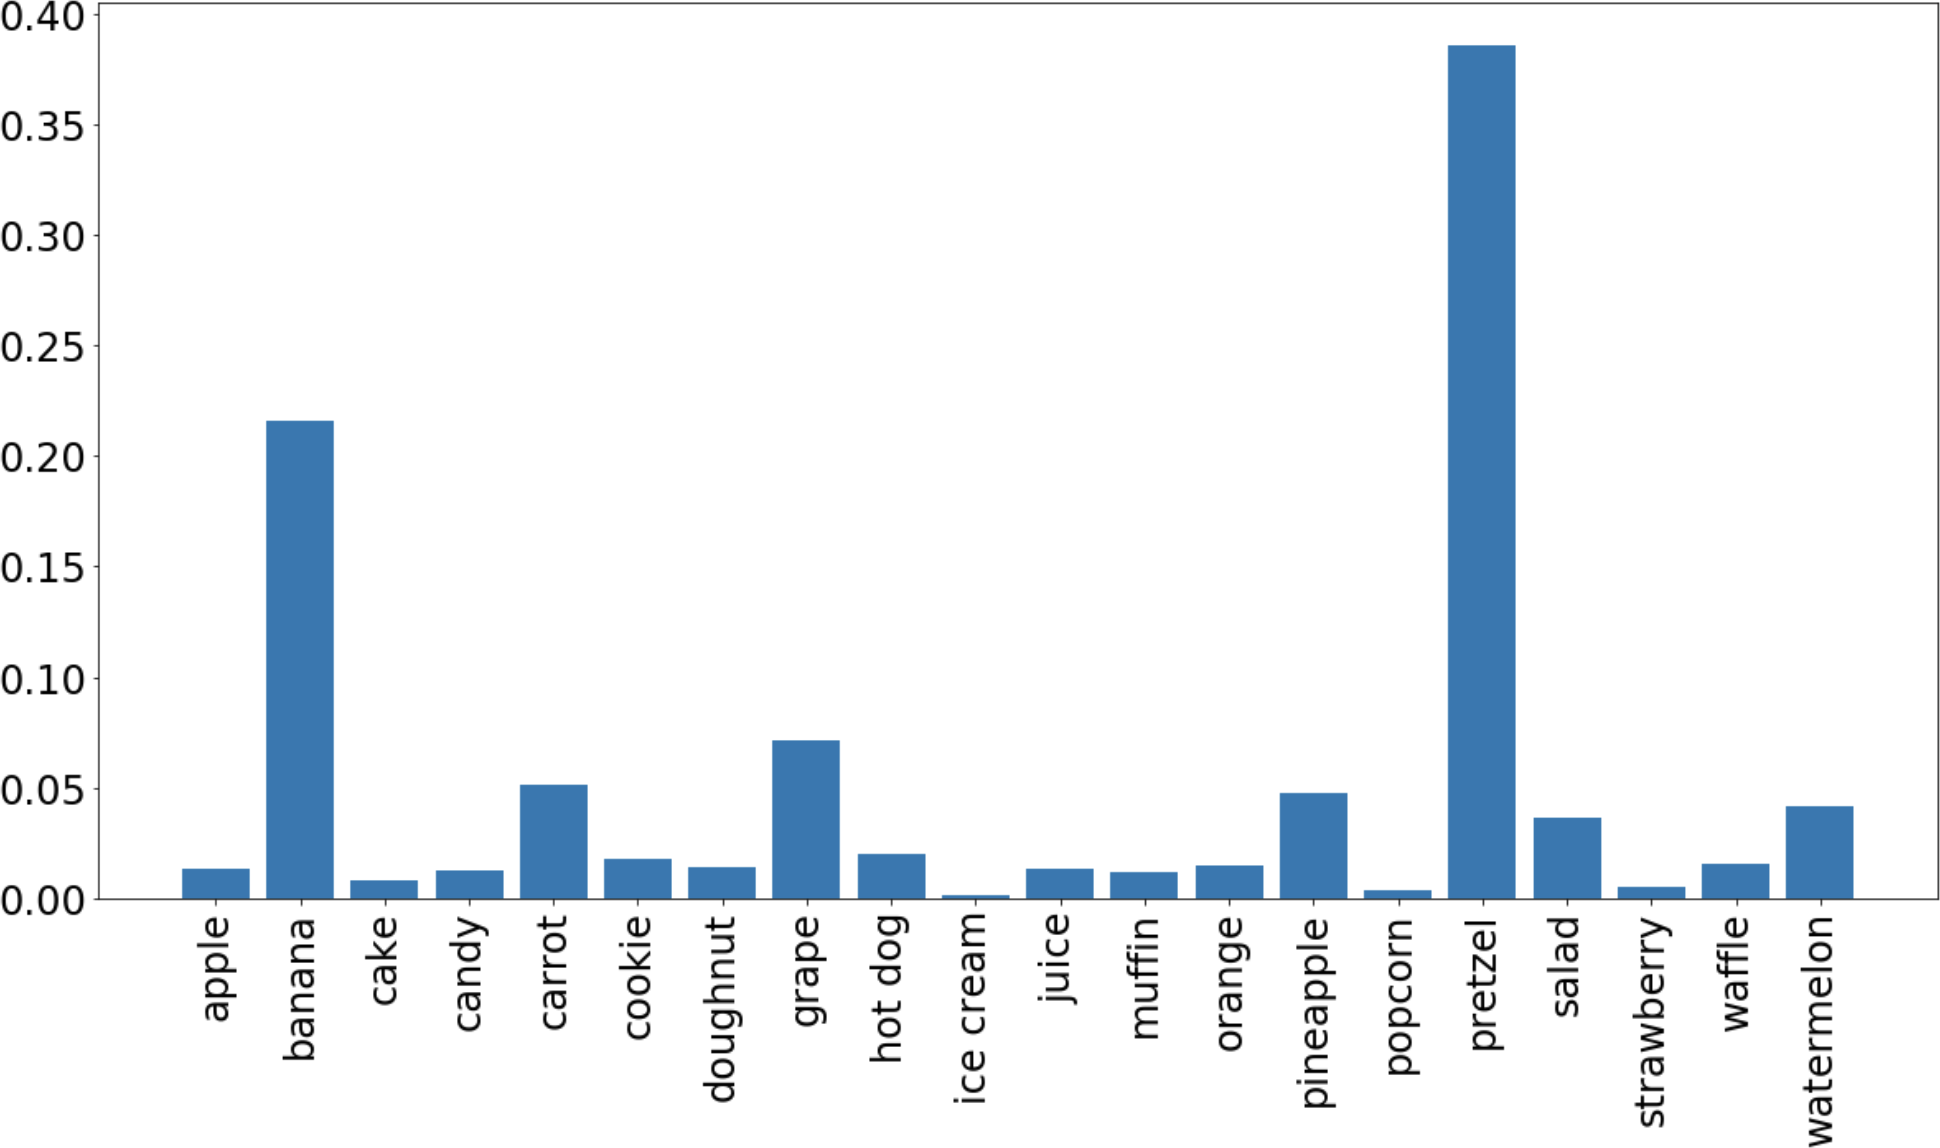 0.40
0.35
0.30
0.25
0.20
0.15
0.10
0.05
0.00
apple
banana
cake
candy
carrot
cookie
doughnut
grape
hot dog
ice cream
juice
muffin
orange
pineapple
popcorn
pretzel
salad
strawberry
waffle
watermelon